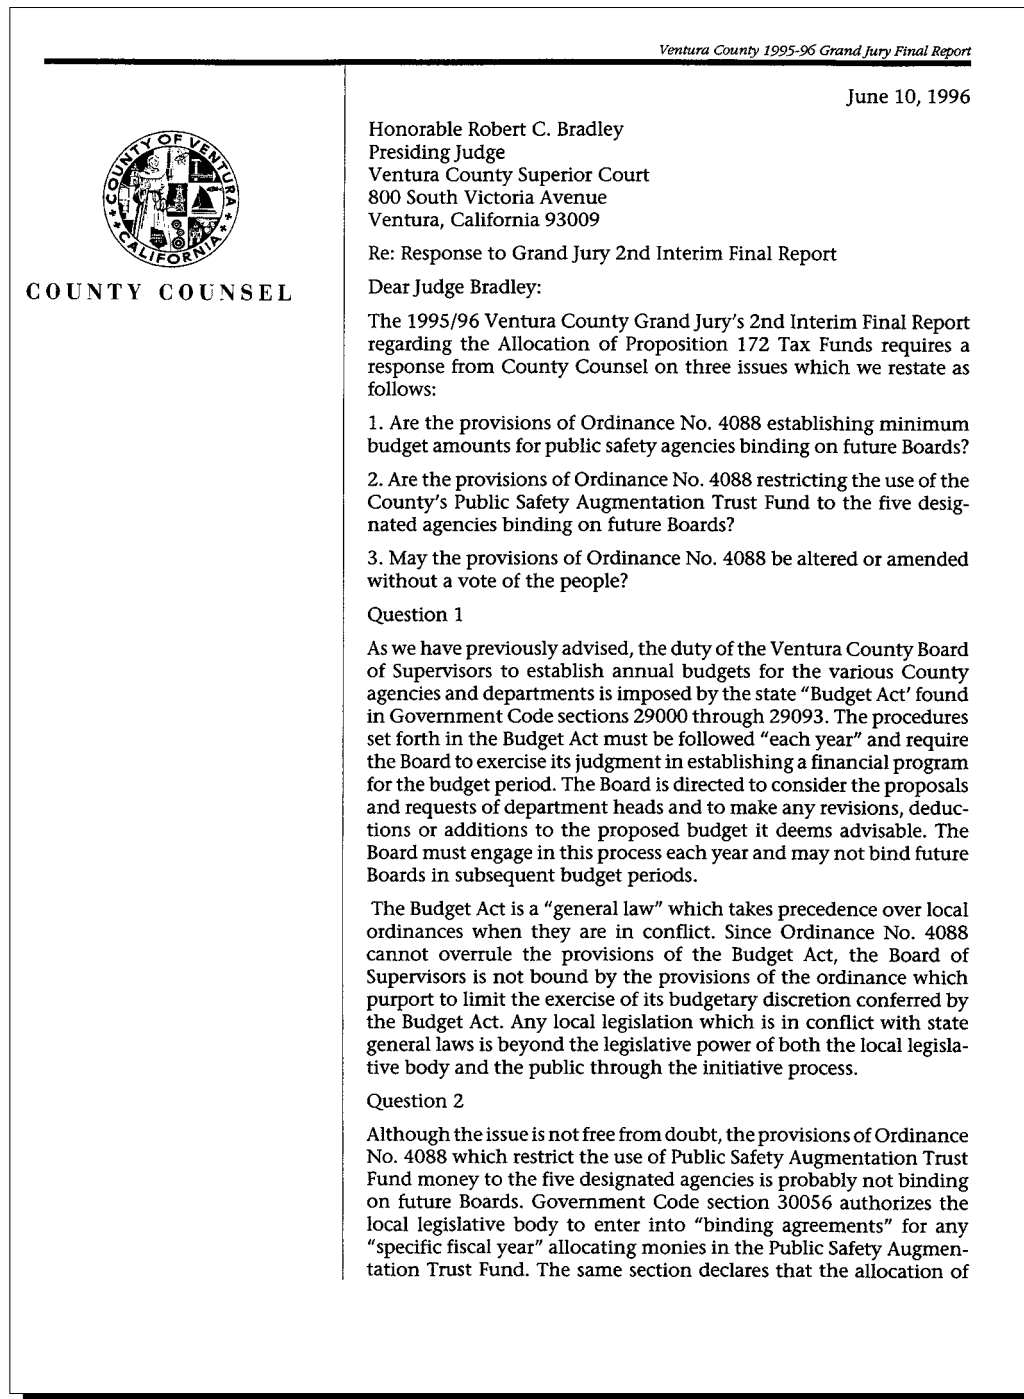 Ventura County 1995-96 Grand Jury Final Report
June 10, 1996
COUNTY OF VENTURA
CALIFORNIA
COUNTY COUNSEL
Honorable Robert C. Bradley
Presiding Judge
Ventura County Superior Court
800 South Victoria Avenue
Ventura, California 93009
Re: Response to Grand Jury 2nd Interim Final Report
Dear Judge Bradley:
The 1995/96 Ventura County Grand Jury's 2nd Interim Final Report
regarding the Allocation of Proposition 172 Tax Funds requires a
response from County Counsel on three issues which we restate as
follows:
1. Are the provisions of Ordinance No. 4088 establishing minimum
budget amounts for public safety agencies binding on future Boards?
2. Are the provisions of Ordinance No. 4088 restricting the use of the
County's Public Safety Augmentation Trust Fund to the five desig-
nated agencies binding on future Boards?
3. May the provisions of Ordinance No. 4088 be altered or amended
without a vote of the people?
Question 1
As we have previously advised, the duty of the Ventura County Board
of Supervisors to establish annual budgets for the various County
agencies and departments is imposed by the state "Budget Act' found
in Government Code sections 29000 through 29093. The procedures
set forth in the Budget Act must be followed "each year" and require
the Board to exercise its judgment in establishing a financial program
for the budget period. The Board is directed to consider the proposals
and requests of department heads and to make any revisions, deduc-
tions or additions to the proposed budget it deems advisable. The
Board must engage in this process each year and may not bind future
Boards in subsequent budget periods.
The Budget Act is a "general law" which takes precedence over local
ordinances when they are in conflict. Since Ordinance No. 4088
cannot overrule the provisions of the Budget Act, the Board of
Supervisors is not bound by the provisions of the ordinance which
purport to limit the exercise of its budgetary discretion conferred by
the Budget Act. Any local legislation which is in conflict with state
general laws is beyond the legislative power of both the local legisla-
tive body and the public through the initiative process.
Question 2
Although the issue is not free from doubt, the provisions of Ordinance
No. 4088 which restrict the use of Public Safety Augmentation Trust
Fund money to the five designated agencies is probably not binding
on future Boards. Government Code section 30056 authorizes the
local legislative body to enter into "binding agreements" for any
"specific fiscal year" allocating monies in the Public Safety Augmen-
tation Trust Fund. The same section declares that the allocation of